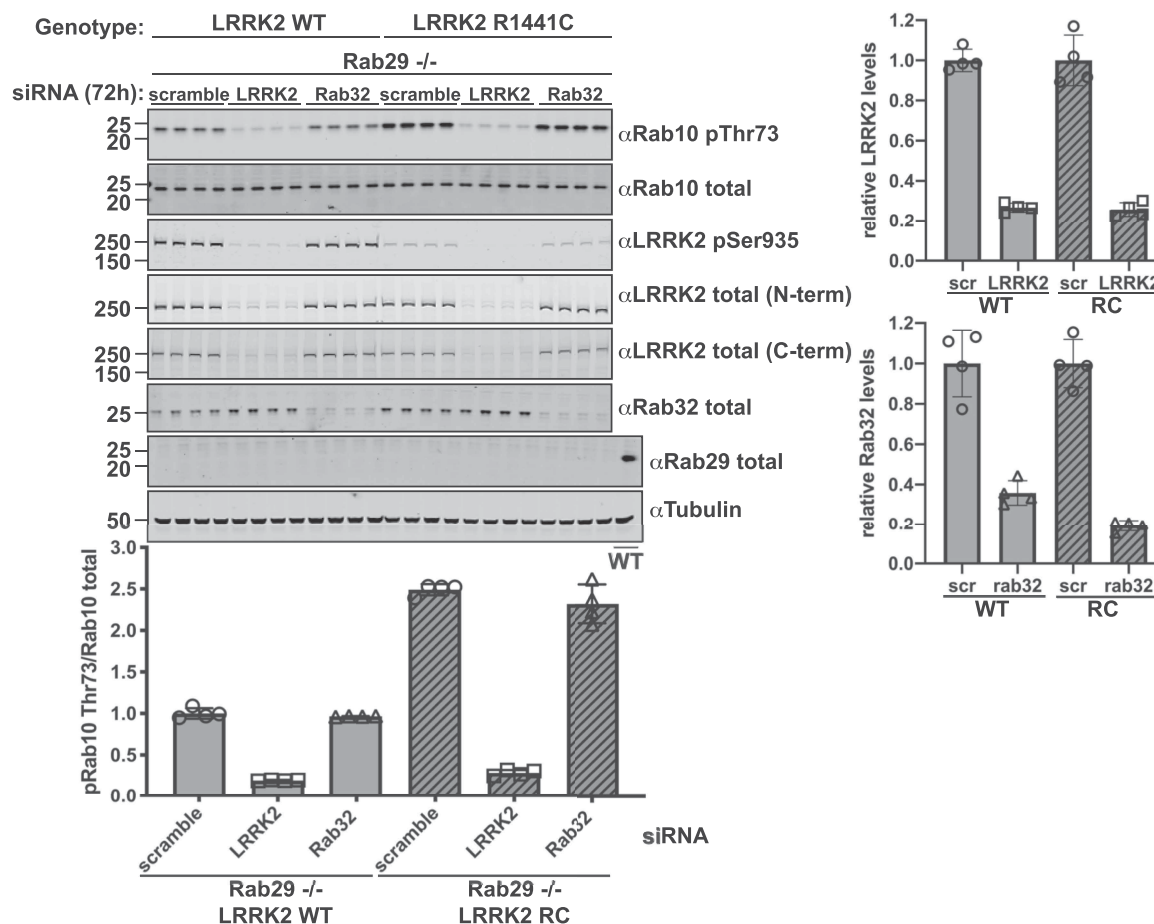 Genotype: LRRK2 WT LRRK2 R1441C
Rab29 -/-
siRNA (72h): scramble LRRK2 Rab32 scramble LRRK2 Rab32
25
20
αRab10 pThr73
25
20
αRab10 total
250
150
αLRRK2 pSer935
250
αLRRK2 total (N-term)
250
150
αLRRK2 total (C-term)
25
αRab32 total
25
20
αRab29 total
50
αTubulin
WT
pRab10 Thr73/Rab10 total
3.0
2.5
2.0
1.5
1.0
0.5
0.0
scramble LRRK2 Rab32 scramble LRRK2 Rab32
siRNA
Rab29 -/- Rab29 -/-
LRRK2 WT LRRK2 RC
relative LRRK2 levels
1.2
1.0
0.8
0.6
0.4
0.2
0.0
scr LRRK2 scr LRRK2
WT RC
relative Rab32 levels
1.2
1.0
0.8
0.6
0.4
0.2
0.0
scr rab32 scr rab32
WT RC